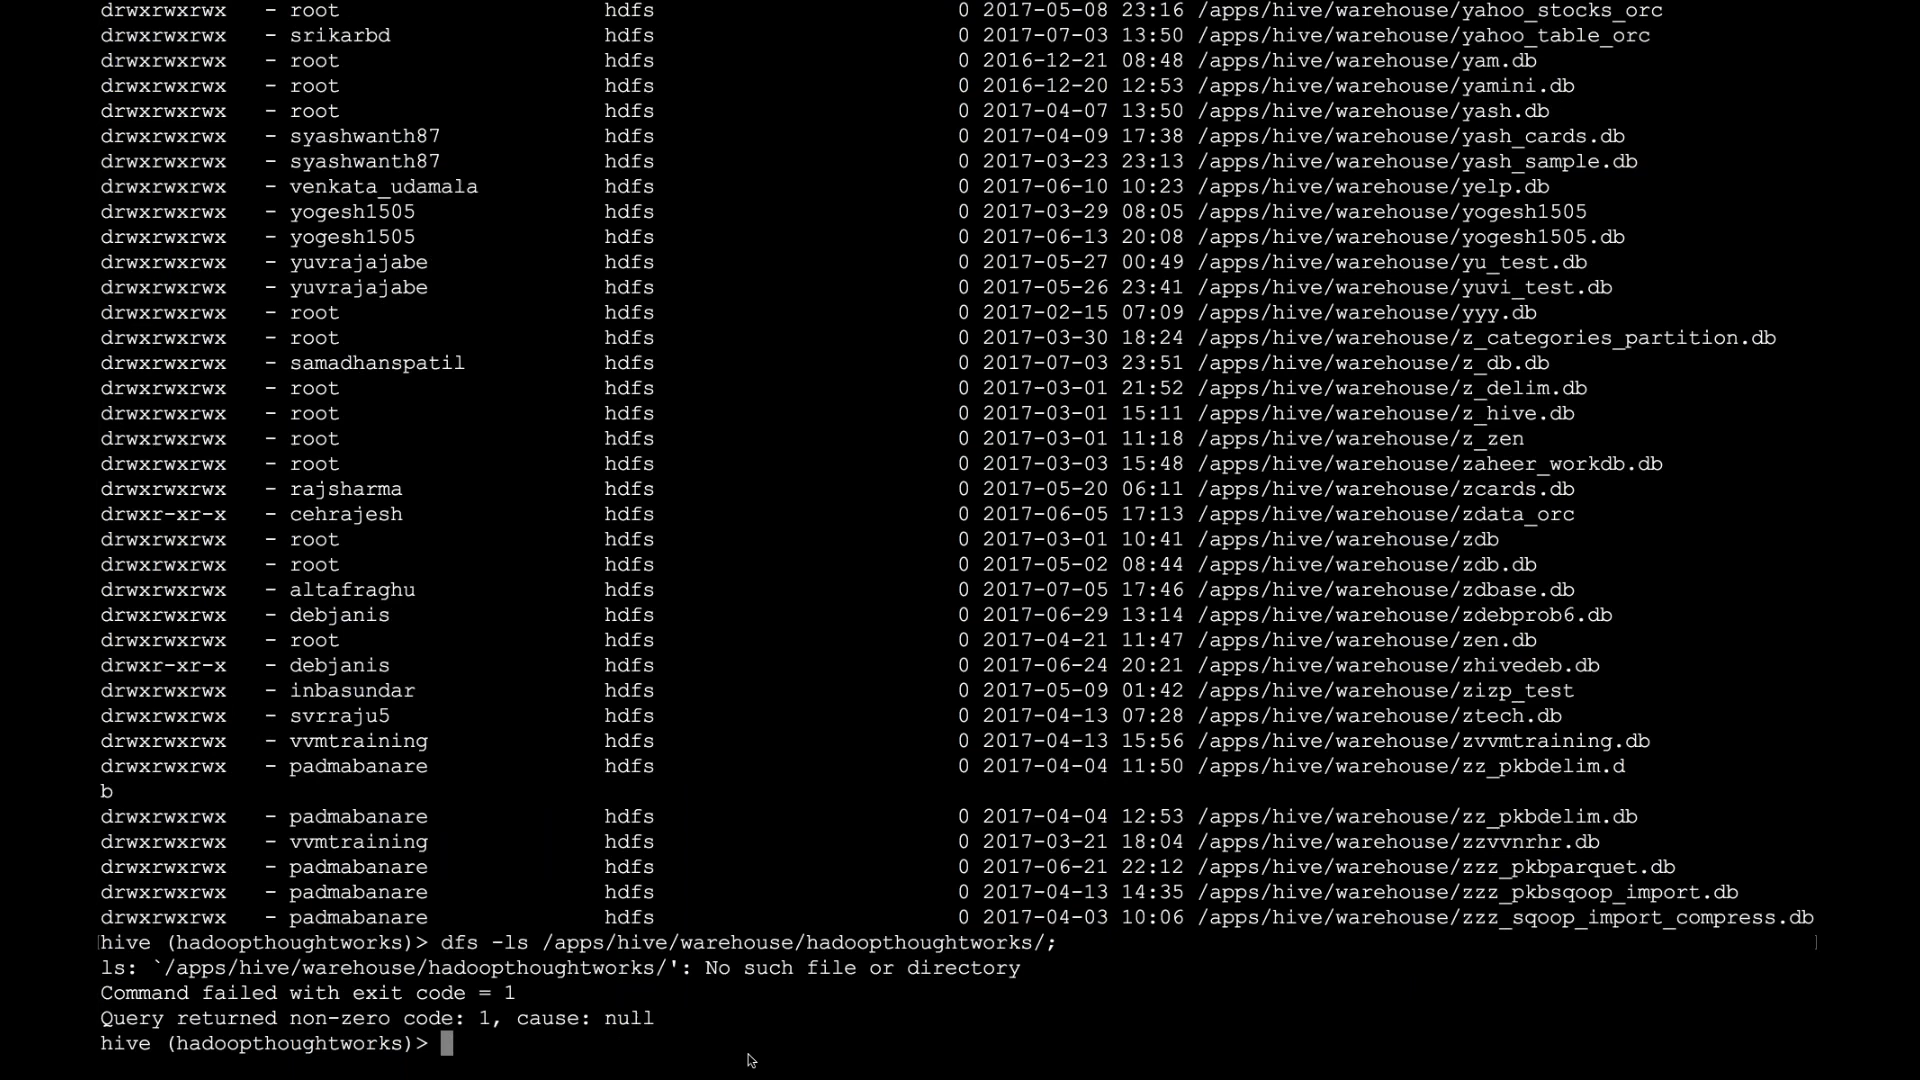 drwxrwxrwx - root hdfs 0 2017-05-08 23:16 /apps/hive/warehouse/yahoo_stocks_orc
drwxrwxrwx - srikarbd hdfs 0 2017-07-03 13:50 /apps/hive/warehouse/yahoo_table_orc
drwxrwxrwx - root hdfs 0 2016-12-21 08:48 /apps/hive/warehouse/yam.db
drwxrwxrwx - root hdfs 0 2016-12-20 12:53 /apps/hive/warehouse/yamini.db
drwxrwxrwx - root hdfs 0 2017-04-07 13:50 /apps/hive/warehouse/yash.db
drwxrwxrwx - syashwanth87 hdfs 0 2017-04-09 17:38 /apps/hive/warehouse/yash_cards.db
drwxrwxrwx - syashwanth87 hdfs 0 2017-03-23 23:13 /apps/hive/warehouse/yash_sample.db
drwxrwxrwx - venkata_udamala hdfs 0 2017-06-10 10:23 /apps/hive/warehouse/yelp.db
drwxrwxrwx - yogesh1505 hdfs 0 2017-03-29 08:05 /apps/hive/warehouse/yogesh1505
drwxrwxrwx - yogesh1505 hdfs 0 2017-06-13 20:08 /apps/hive/warehouse/yogesh1505.db
drwxrwxrwx - yuvrajajabe hdfs 0 2017-05-27 00:49 /apps/hive/warehouse/yu_test.db
drwxrwxrwx - yuvrajajabe hdfs 0 2017-05-26 23:41 /apps/hive/warehouse/yuvi_test.db
drwxrwxrwx - root hdfs 0 2017-02-15 07:09 /apps/hive/warehouse/yyy.db
drwxrwxrwx - root hdfs 0 2017-03-30 18:24 /apps/hive/warehouse/z_categories_partition.db
drwxrwxrwx - samadhanspatil hdfs 0 2017-07-03 23:51 /apps/hive/warehouse/z_db.db
drwxrwxrwx - root hdfs 0 2017-03-01 21:52 /apps/hive/warehouse/z_delim.db
drwxrwxrwx - root hdfs 0 2017-03-01 15:11 /apps/hive/warehouse/z_hive.db
drwxrwxrwx - root hdfs 0 2017-03-01 11:18 /apps/hive/warehouse/z_zen
drwxrwxrwx - root hdfs 0 2017-03-03 15:48 /apps/hive/warehouse/zaheer_workdb.db
drwxrwxrwx - rajsharma hdfs 0 2017-05-20 06:11 /apps/hive/warehouse/zcards.db
drwxr-xr-x - cehrajesh hdfs 0 2017-06-05 17:13 /apps/hive/warehouse/zdata_orc
drwxrwxrwx - root hdfs 0 2017-03-01 10:41 /apps/hive/warehouse/zdb
drwxrwxrwx - root hdfs 0 2017-05-02 08:44 /apps/hive/warehouse/zdb.db
drwxrwxrwx - altafraghu hdfs 0 2017-07-05 17:46 /apps/hive/warehouse/zdbase.db
drwxrwxrwx - debjanis hdfs 0 2017-06-29 13:14 /apps/hive/warehouse/zdebprob6.db
drwxrwxrwx - root hdfs 0 2017-04-21 11:47 /apps/hive/warehouse/zen.db
drwxr-xr-x - debjanis hdfs 0 2017-06-24 20:21 /apps/hive/warehouse/zhivedeb.db
drwxrwxrwx - inbasundar hdfs 0 2017-05-09 01:42 /apps/hive/warehouse/zizp_test
drwxrwxrwx - svrraju5 hdfs 0 2017-04-13 07:28 /apps/hive/warehouse/ztech.db
drwxrwxrwx - vvmtraining hdfs 0 2017-04-13 15:56 /apps/hive/warehouse/zvvmtraining.db
drwxrwxrwx - padmabanare hdfs 0 2017-04-04 11:50 /apps/hive/warehouse/zz_pkbdelim.d
b
drwxrwxrwx - padmabanare hdfs 0 2017-04-04 12:53 /apps/hive/warehouse/zz_pkbdelim.db
drwxrwxrwx - vvmtraining hdfs 0 2017-03-21 18:04 /apps/hive/warehouse/zzvvnrhr.db
drwxrwxrwx - padmabanare hdfs 0 2017-06-21 22:12 /apps/hive/warehouse/zzz_pkbparquet.db
drwxrwxrwx - padmabanare hdfs 0 2017-04-13 14:35 /apps/hive/warehouse/zzz_pkbsqoop_import.db
drwxrwxrwx - padmabanare hdfs 0 2017-04-03 10:06 /apps/hive/warehouse/zzz_sqoop_import_compress.db
[hive (hadoopthoughtworks)> dfs -ls /apps/hive/warehouse/hadoopthoughtworks/; ]
ls: `/apps/hive/warehouse/hadoopthoughtworks/': No such file or directory
Command failed with exit code = 1
Query returned non-zero code: 1, cause: null
hive (hadoopthoughtworks)>